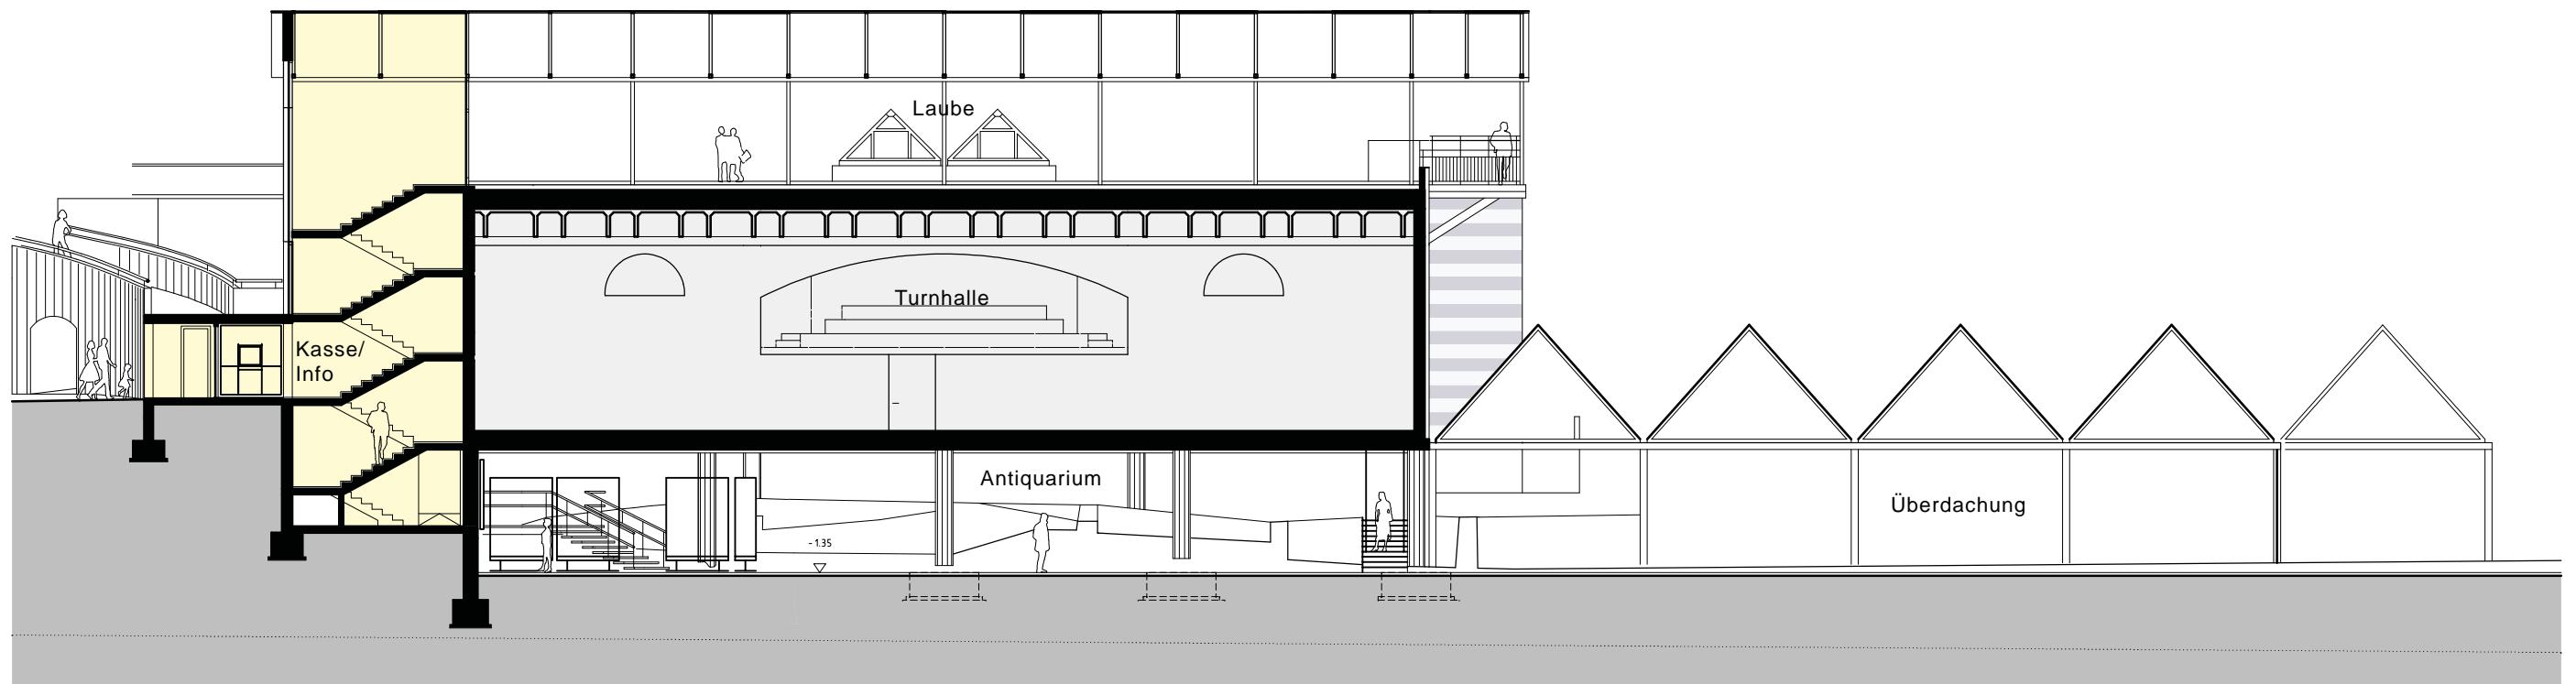 Laube
Turnhalle
Kasse/
Info
Antiquarium
Überdachung
- 1.35